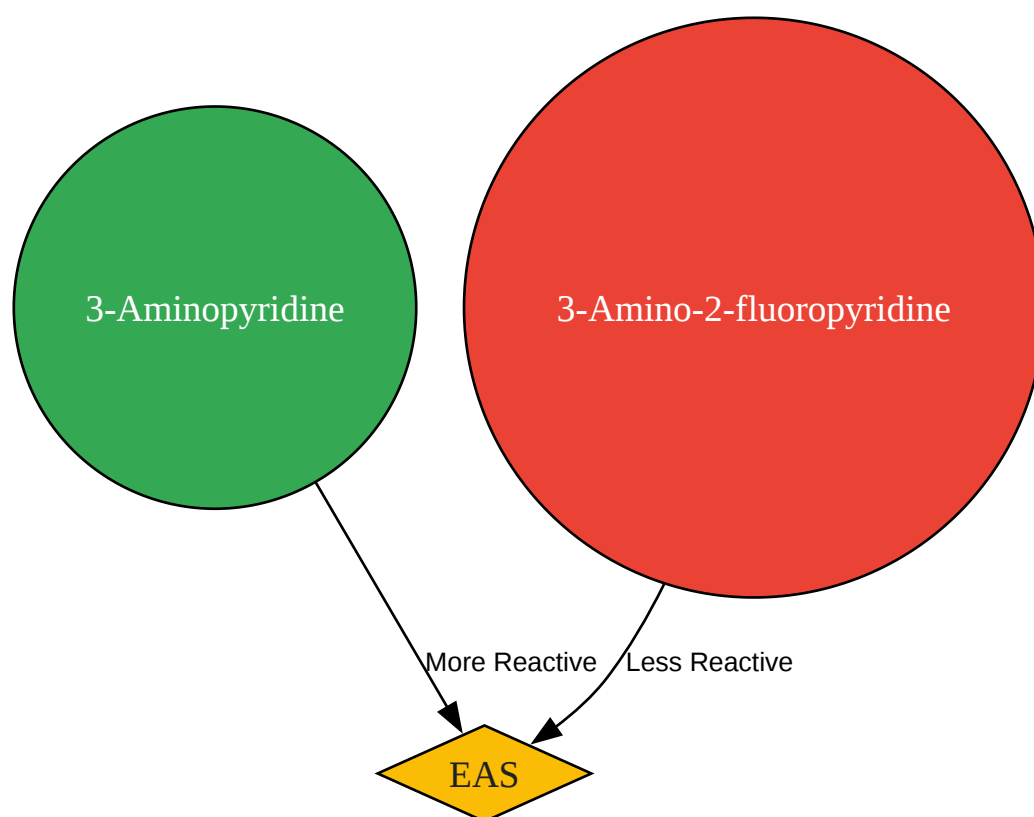 3-Aminopyridine
3-Amino-2-fluoropyridine
More Reactive
Less Reactive
EAS